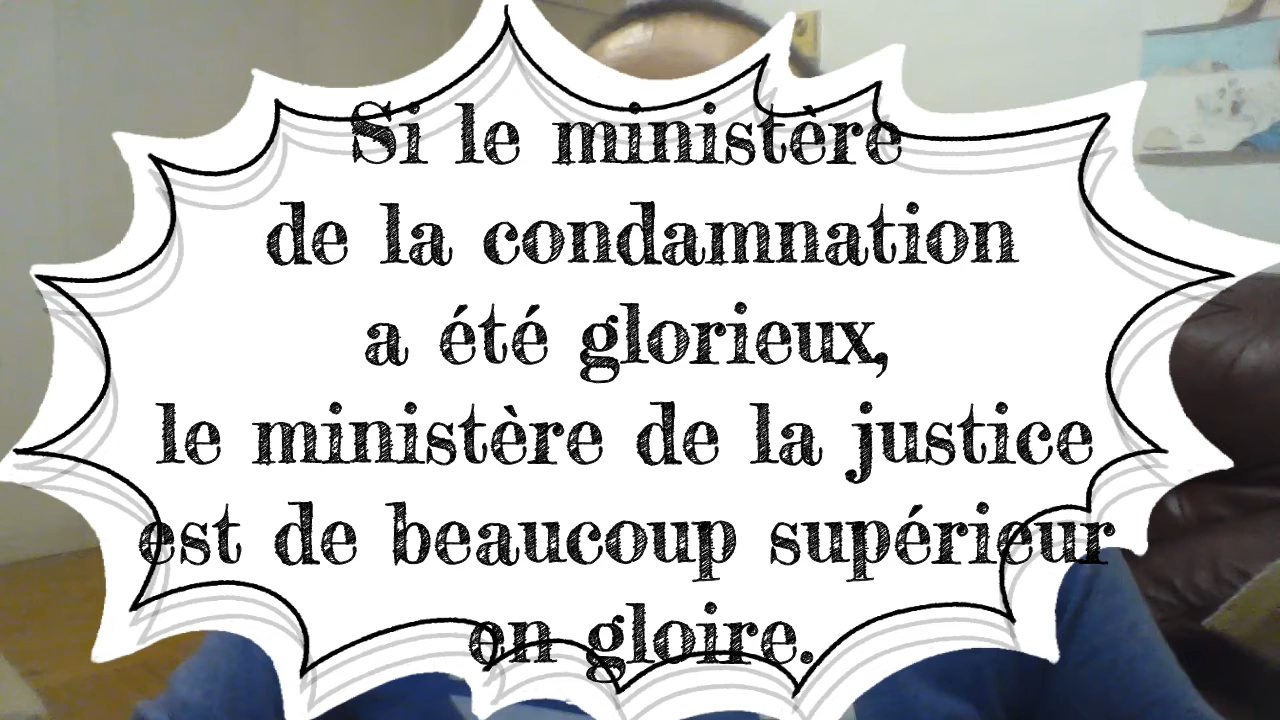 Si le ministère
de la condamnation
a été glorieux,
le ministère de la justice
est de beaucoup supérieur
en gloire.